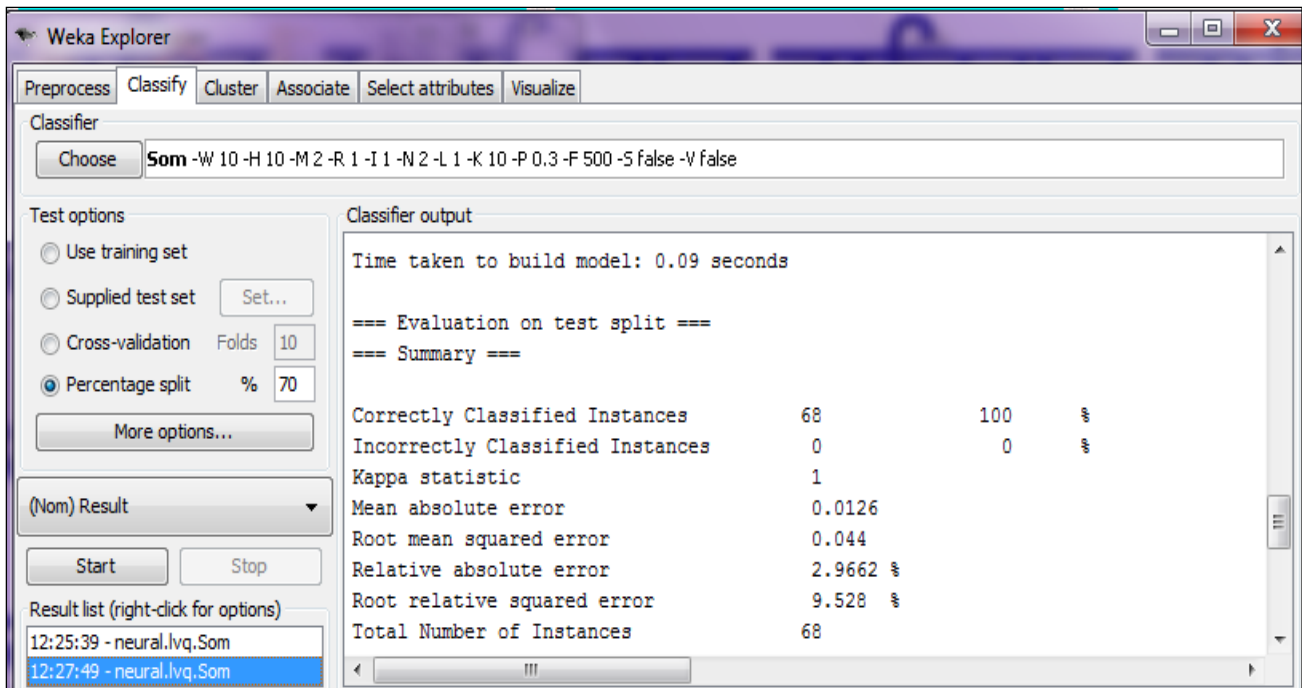 Weka Explorer
Preprocess Classify Cluster Associate Select attributes Visualize
Classifier
Choose Som -W 10 -H 10 -M 2 -R 1 -I 1 -N 2 -L 1 -K 10 -P 0.3 -F 500 -S false -V false
Test options
Use training set
Supplied test set Set...
Cross-validation Folds 10
Percentage split % 70
More options...
(Nom) Result
Start Stop
Result list (right-click for options)
12:25:39 - neural.lvq.Som
12:27:49 - neural.lvq.Som
Classifier output
Time taken to build model: 0.09 seconds
=== Evaluation on test split ===
=== Summary ===
Correctly Classified Instances 68 100 %
Incorrectly Classified Instances 0 0 %
Kappa statistic 1
Mean absolute error 0.0126
Root mean squared error 0.044
Relative absolute error 2.9662 %
Root relative squared error 9.528 %
Total Number of Instances 68